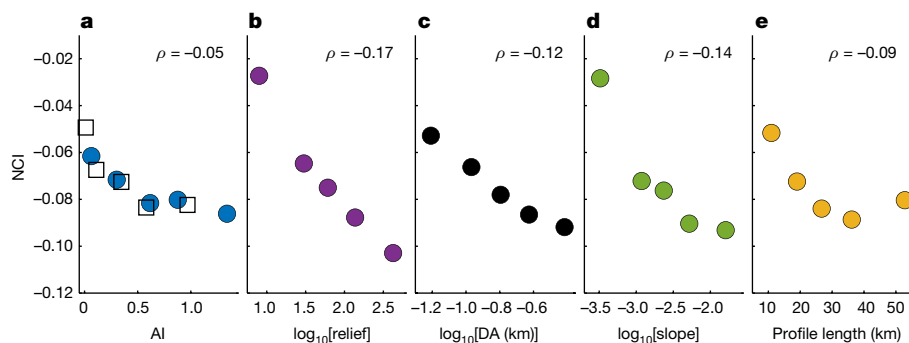 a b c d e
ρ = –0.05 ρ = –0.17 ρ = –0.12 ρ = –0.14 ρ = –0.09
–0.02
–0.04
–0.06
–0.08
–0.10
–0.12
NCI
0 0.5 1.0 1.0 1.5 2.0 2.5 –1.2 –1.0 –0.8 –0.6 –3.5 –3.0 –2.5 –2.0 10 20 30 40 50
AI log10[relief] log10[DA (km)] log10[slope] Profile length (km)